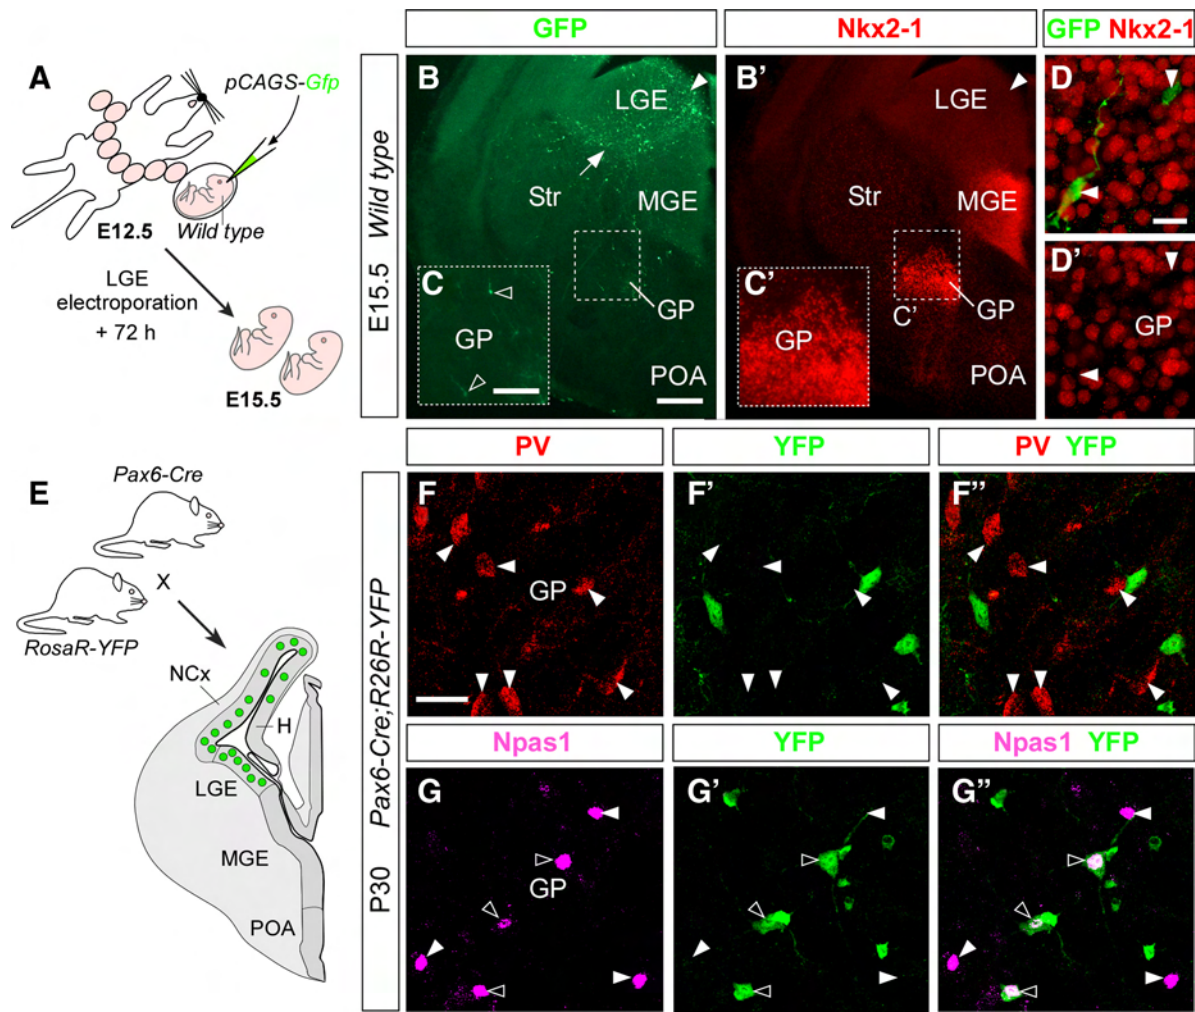 GFP
Nkx2-1
GFP Nkx2-1
A
pCAGS-Gfp
E12.5
Wild type
LGE
electroporation
+ 72 h
E15.5
E15.5 Wild type
B
LGE
Str
MGE
C
GP
GP
POA
B'
LGE
Str
MGE
C'
GP
C'
GP
POA
D
D'
GP
E
Pax6-Cre
X
RosaR-YFP
NCx
H
LGE
MGE
POA
P30 Pax6-Cre;R26R-YFP
PV
YFP
PV YFP
F
GP
F'
F''
Npas1
YFP
Npas1 YFP
G
GP
G'
G''